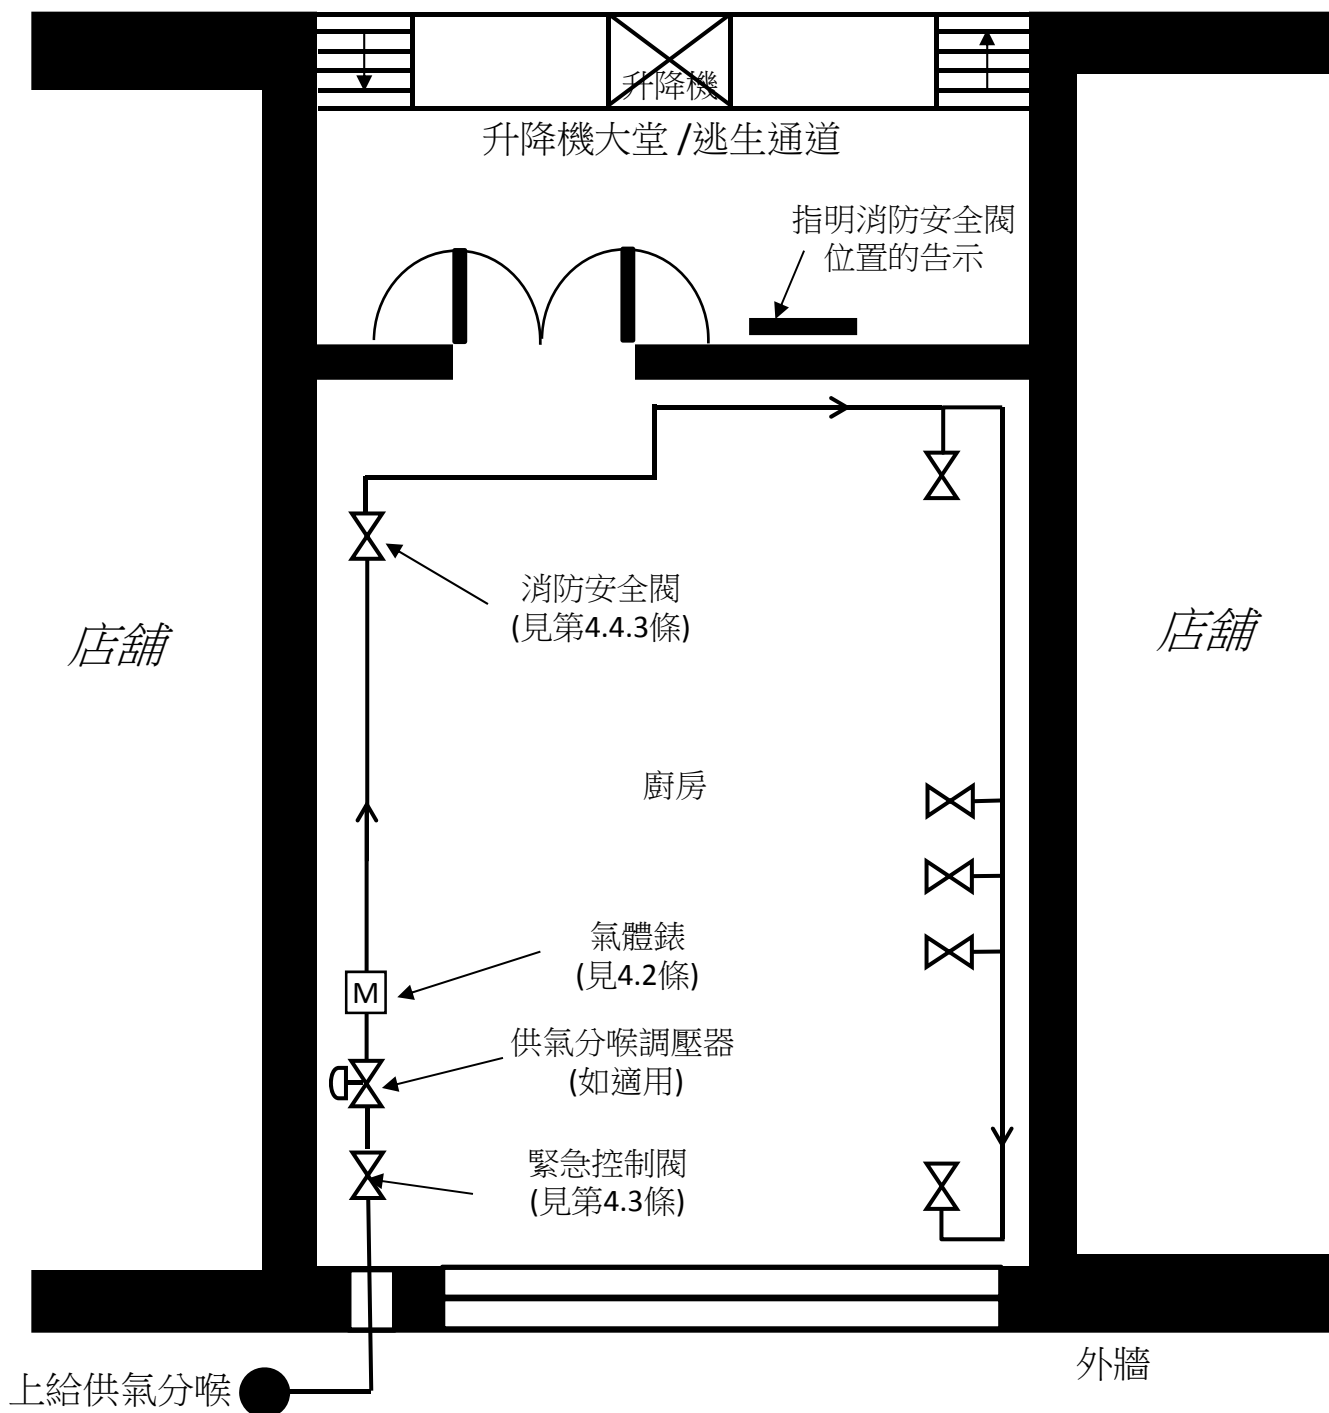 升降機
升降機大堂 /逃生通道
指明消防安全閥
位置的告示
消防安全閥
(見第4.4.3條)
店舖
店舖
廚房
氣體錶
(見4.2條)
M
供氣分喉調壓器
(如適用)
緊急控制閥
(見第4.3條)
外牆
上給供氣分喉